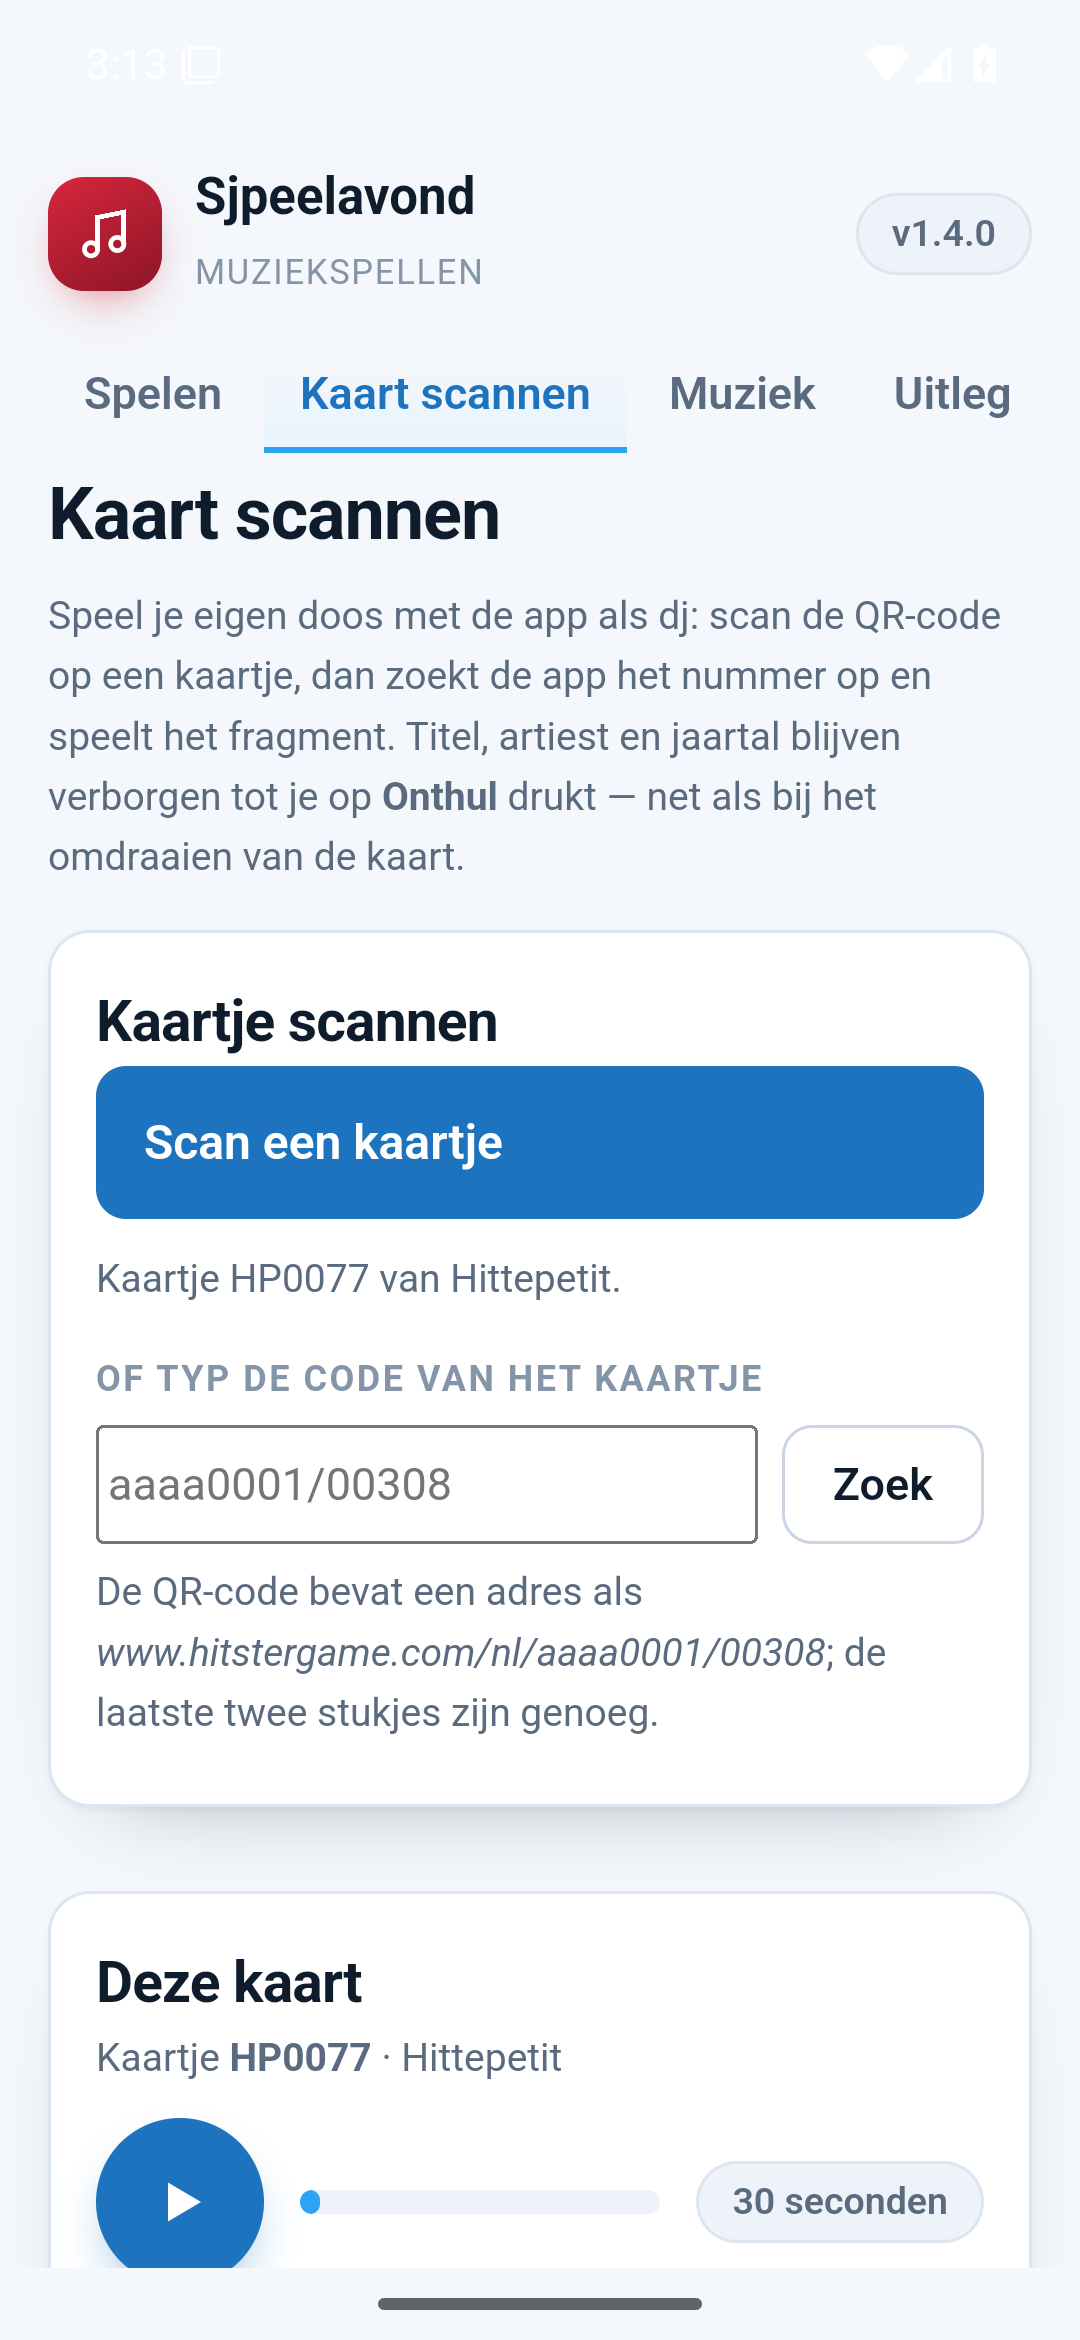 3:13
Sjpeelavond
MUZIEKSPELLEN
v1.4.0
Spelen
Kaart scannen
Muziek
Uitleg
Kaart scannen
Speel je eigen doos met de app als dj: scan de QR-code
op een kaartje, dan zoekt de app het nummer op en
speelt het fragment. Titel, artiest en jaartal blijven
verborgen tot je op Onthul drukt — net als bij het
omdraaien van de kaart.
Kaartje scannen
Scan een kaartje
Kaartje HP0077 van Hittepetit.
OF TYP DE CODE VAN HET KAARTJE
aaaa0001/00308
Zoek
De QR-code bevat een adres als
www.hitstergame.com/nl/aaaa0001/00308; de
laatste twee stukjes zijn genoeg.
Deze kaart
Kaartje HP0077 · Hittepetit
30 seconden